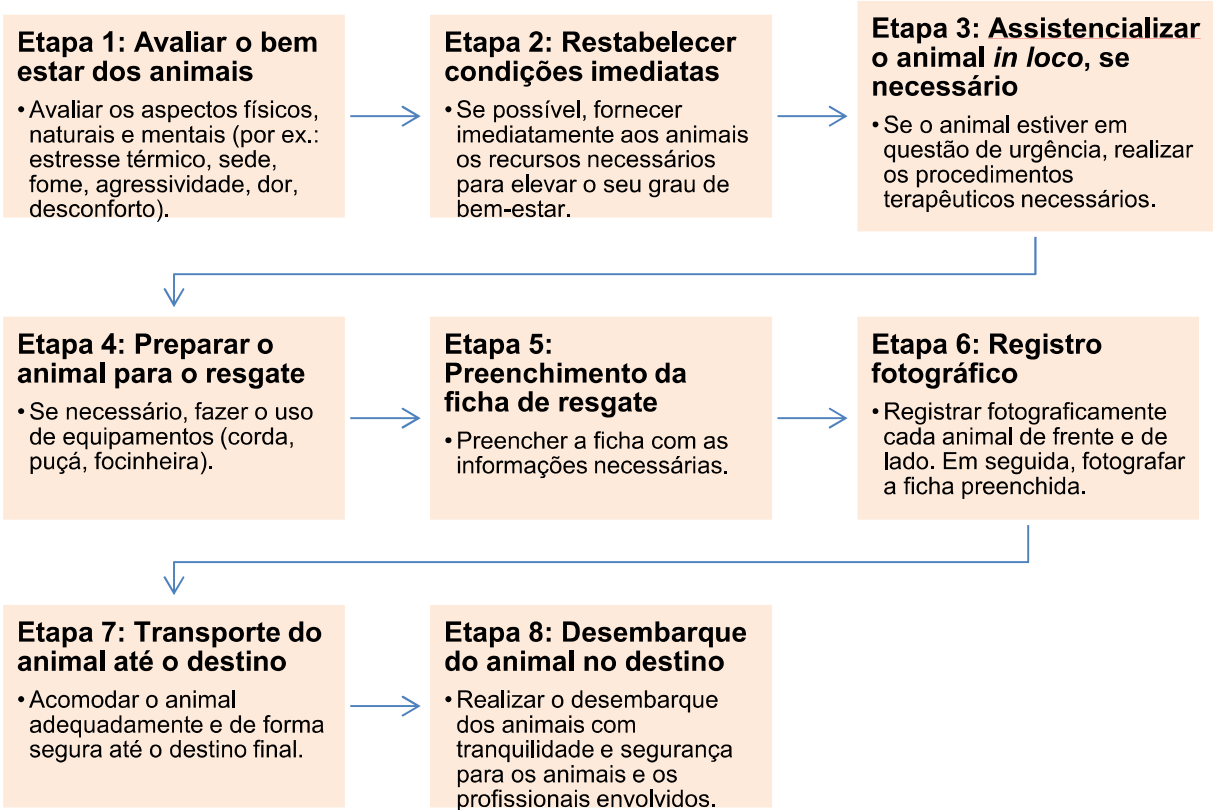 Etapa 1: Avaliar o bem
estar dos animais
• Avaliar os aspectos físicos,
naturais e mentais (por ex.:
estresse térmico, sede,
fome, agressividade, dor,
desconforto).
Etapa 2: Restabelecer
condições imediatas
• Se possível, fornecer
imediatamente aos animais
os recursos necessários
para elevar o seu grau de
bem-estar.
Etapa 3: Assistencializar
o animal in loco, se
necessário
• Se o animal estiver em
questão de urgência, realizar
os procedimentos
terapêuticos necessários.
Etapa 4: Preparar o
animal para o resgate
• Se necessário, fazer o uso
de equipamentos (corda,
puçá, focinheira).
Etapa 5:
Preenchimento da
ficha de resgate
• Preencher a ficha com as
informações necessárias.
Etapa 6: Registro
fotográfico
• Registrar fotograficamente
cada animal de frente e de
lado. Em seguida, fotografar
a ficha preenchida.
Etapa 7: Transporte do
animal até o destino
• Acomodar o animal
adequadamente e de forma
segura até o destino final.
Etapa 8: Desembarque
do animal no destino
• Realizar o desembarque
dos animais com
tranquilidade e segurança
para os animais e os
profissionais envolvidos.